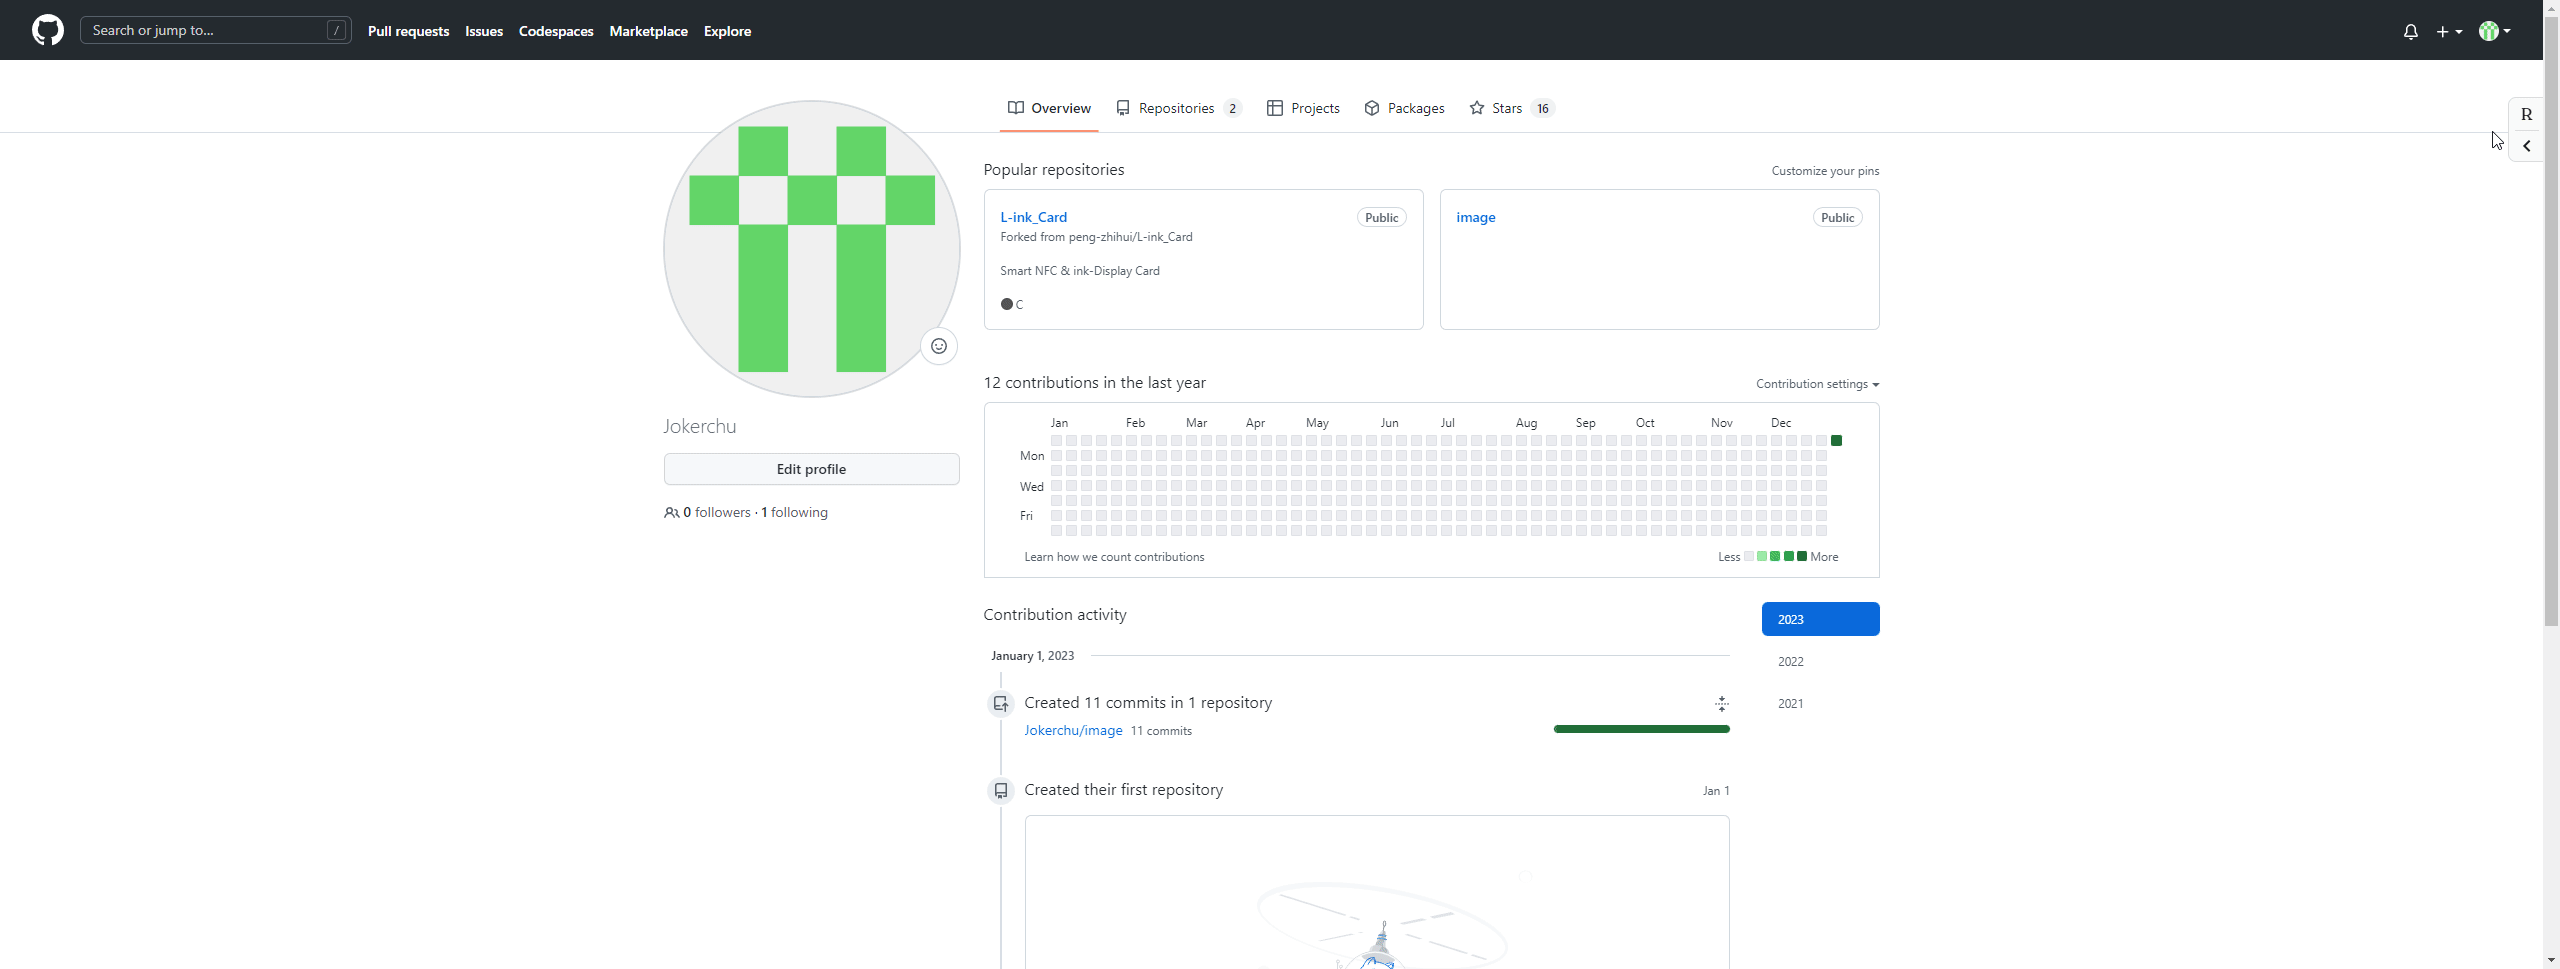 Search or jump to... / Pull requests Issues Codespaces Marketplace Explore
Overview Repositories 2 Projects Packages Stars 16
R
Jokerchu
Edit profile
0 followers · 1 following
Popular repositories Customize your pins
L-ink_Card Public
Forked from peng-zhihui/L-ink_Card
Smart NFC & ink-Display Card
C
image Public
12 contributions in the last year Contribution settings
Jan Feb Mar Apr May Jun Jul Aug Sep Oct Nov Dec
Mon
Wed
Fri
Learn how we count contributions Less More
Contribution activity
2023
2022
2021
January 1, 2023
Created 11 commits in 1 repository
Jokerchu/image 11 commits
Created their first repository Jan 1